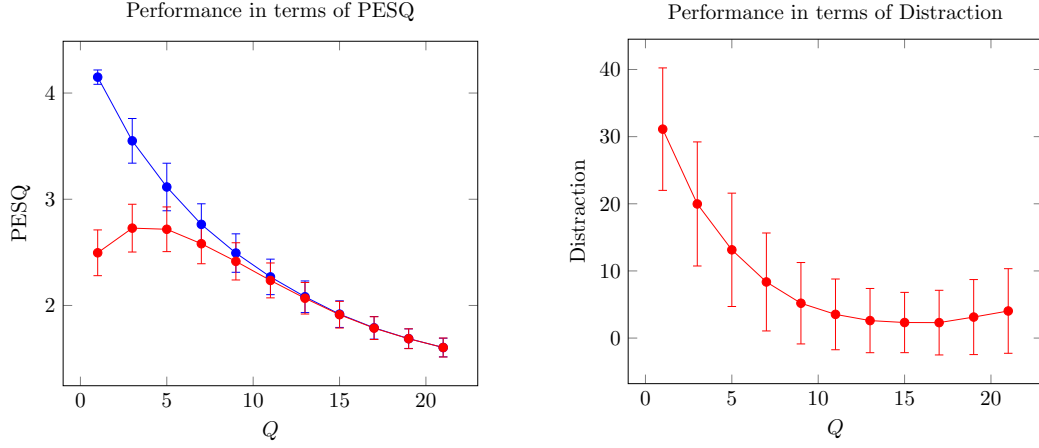 Performance in terms of PESQ
4
3
2
PESQ
0 5 10 15 20
Q
Performance in terms of Distraction
40
30
20
10
0
Distraction
0 5 10 15 20
Q